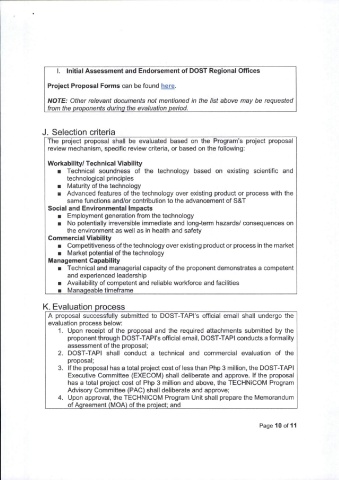 I. Initial Assessment and Endorsement of DOST Regional Offices
Project Proposal Forms can be found here.
NOTE: Other relevant documents not mentioned in the list above may be requested
from the proponents during the evaluation period.
J. Selection criteria
The project proposal shall be evaluated based on the Program's project proposal
review mechanism, specific review criteria, or based on the following:
Workability/ Technical Viability
■ Technical soundness of the technology based on existing scientific and
technological principles
■ Maturity of the technology
■ Advanced features of the technology over existing product or process with the
same functions and/or contribution to the advancement of S&T
Social and Environmental Impacts
■ Employment generation from the technology
■ No potentially irreversible immediate and long-term hazards/ consequences on
the environment as well as in health and safety
Commercial Viability
■ Competitiveness of the technology over existing product or process in the market
■ Market potential of the technology
Management Capability
■ Technical and managerial capacity of the proponent demonstrates a competent
and experienced leadership
■ Availability of competent and reliable workforce and facilities
■ Manageable timeframe
K. Evaluation process
A proposal successfully submitted to DOST-TAPI's official email shall undergo the
evaluation process below:
1. Upon receipt of the proposal and the required attachments submitted by the
proponent through DOST-TAPI's official email, DOST-TAPI conducts a formality
assessment of the proposal;
2. DOST-TAPI shall conduct a technical and commercial evaluation of the
proposal;
3. If the proposal has a total project cost of less than Php 3 million, the DOST-TAPI
Executive Committee (EXECOM) shall deliberate and approve. If the proposal
has a total project cost of Php 3 million and above, the TECHNiCOM Program
Advisory Committee (PAC) shall deliberate and approve;
4. Upon approval, the TECHNiCOM Program Unit shall prepare the Memorandum
of Agreement (MOA) of the project; and
Page 10 of 11